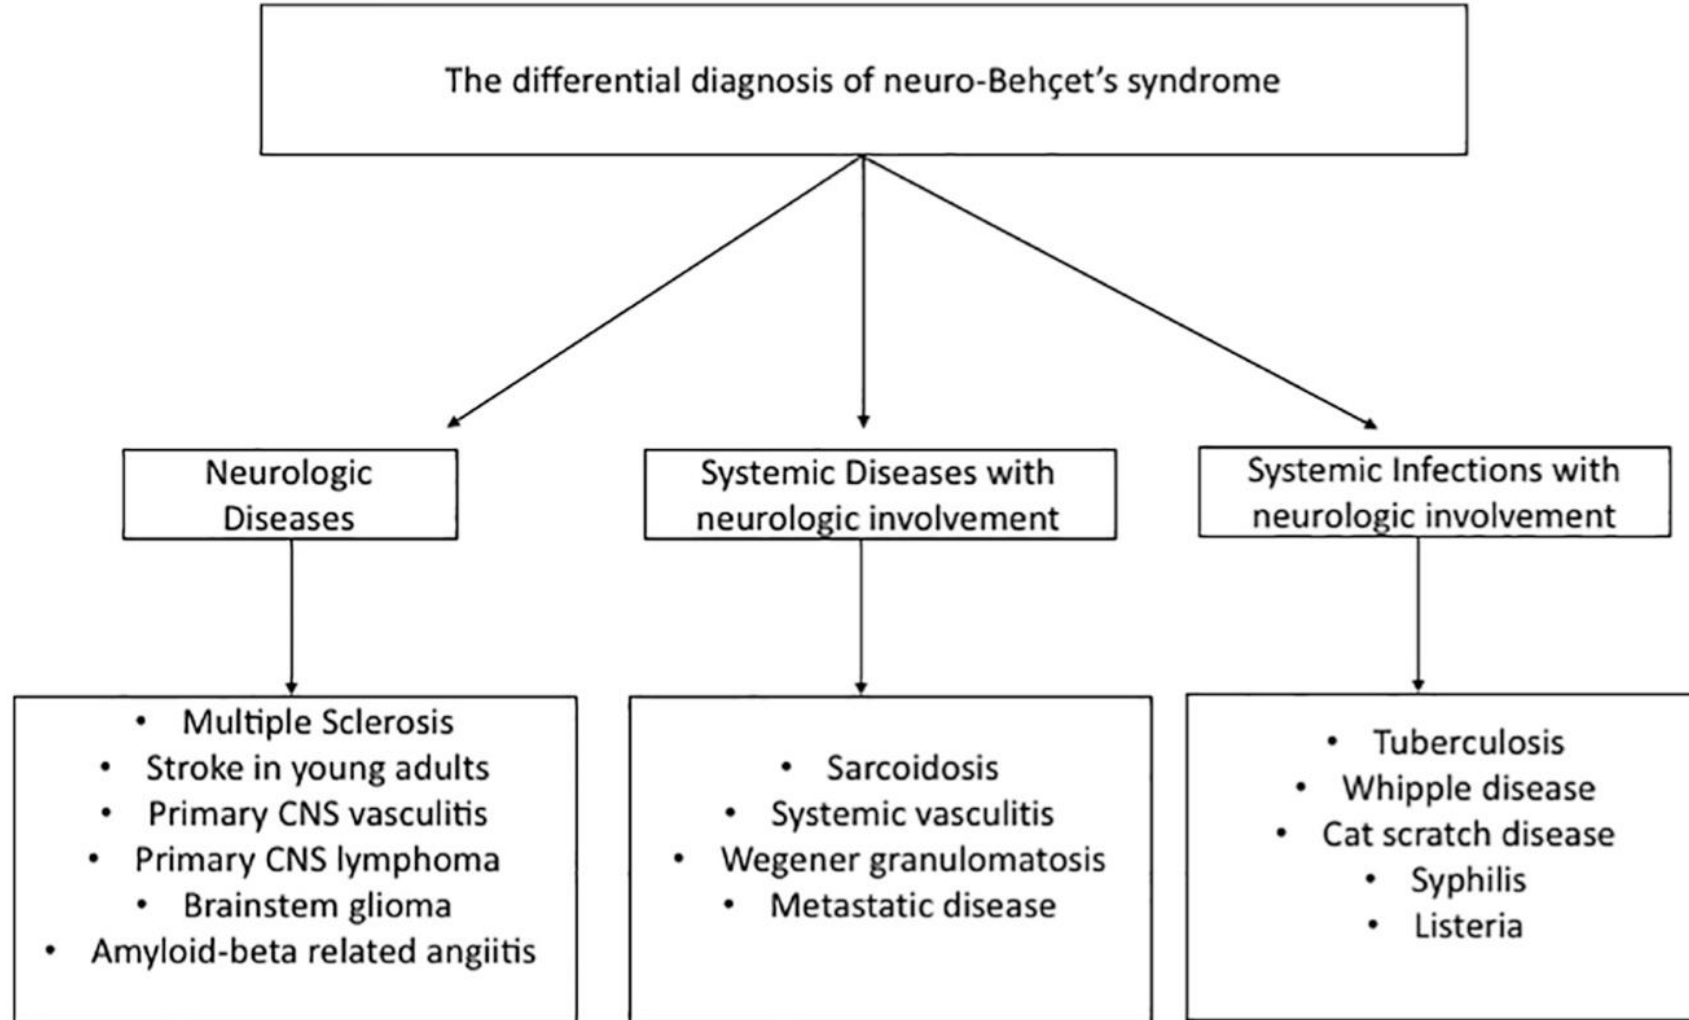 The differential diagnosis of neuro-Behçet's syndrome
Neurologic
Diseases
Systemic Diseases with
neurologic involvement
Systemic Infections with
neurologic involvement
• Multiple Sclerosis
• Stroke in young adults
• Primary CNS vasculitis
• Primary CNS lymphoma
• Brainstem glioma
• Amyloid-beta related angiitis
• Sarcoidosis
• Systemic vasculitis
• Wegener granulomatosis
• Metastatic disease
• Tuberculosis
• Whipple disease
• Cat scratch disease
• Syphilis
• Listeria